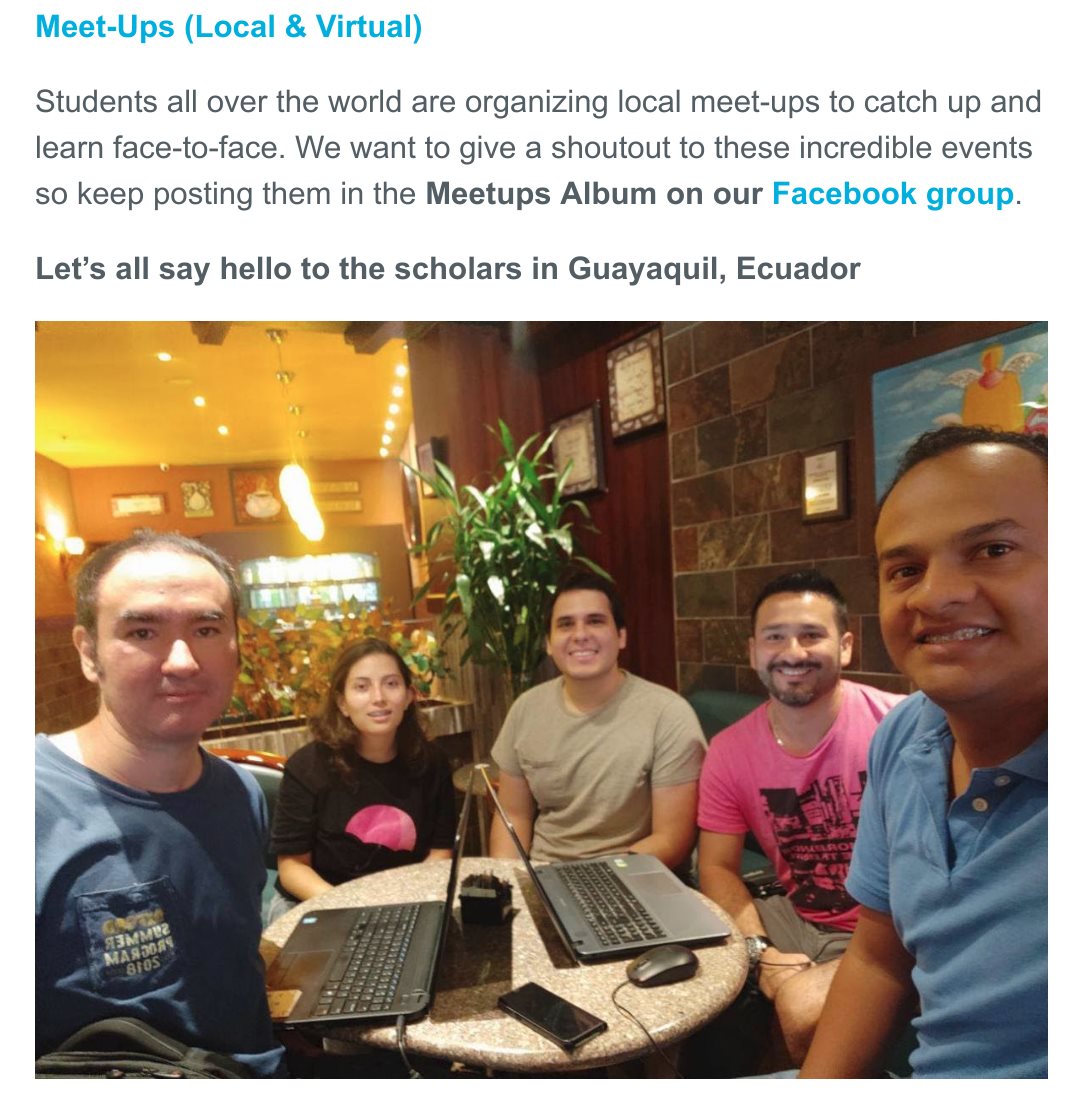 Meet-Ups (Local & Virtual)
Students all over the world are organizing local meet-ups to catch up and
learn face-to-face. We want to give a shoutout to these incredible events
so keep posting them in the Meetups Album on our Facebook group.
Let’s all say hello to the scholars in Guayaquil, Ecuador
SUMMER
PROGRAM
2018